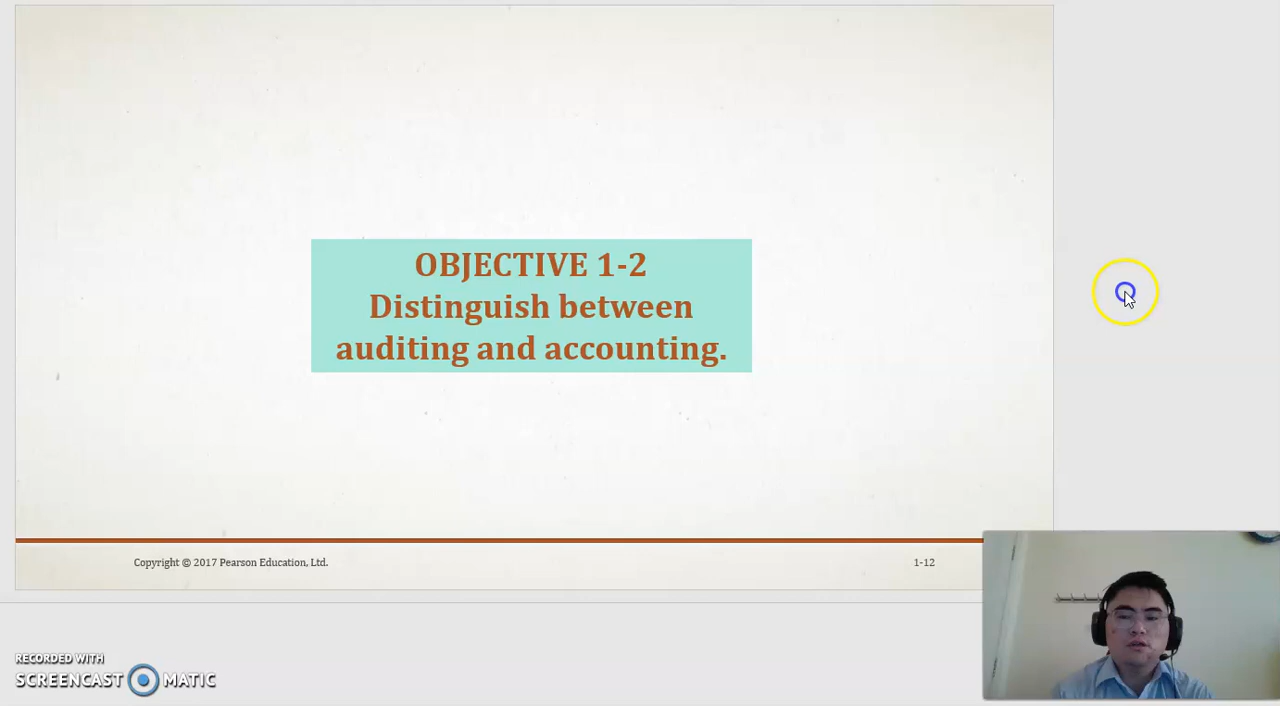 OBJECTIVE 1-2
Distinguish between
auditing and accounting.
Copyright © 2017 Pearson Education, Ltd.
1-12
RECORDED WITH
SCREENCAST MATIC